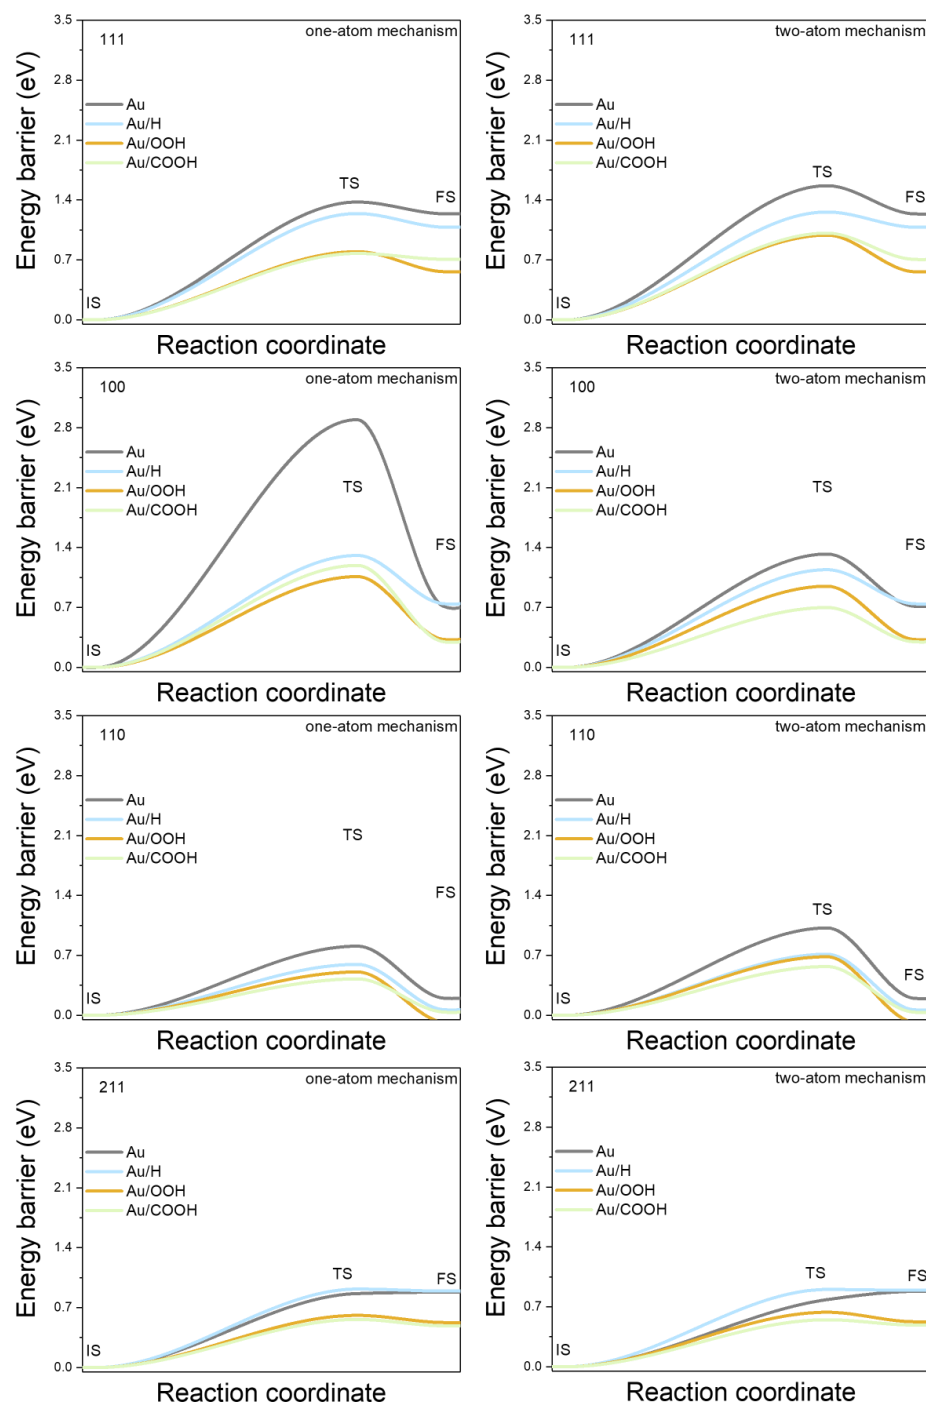 3.5
2.8
2.1
1.4
0.7
0.0
Energy barrier (eV)
111
one-atom mechanism
Au
Au/H
Au/OOH
Au/COOH
TS
FS
IS
Reaction coordinate
3.5
2.8
2.1
1.4
0.7
0.0
Energy barrier (eV)
111
two-atom mechanism
Au
Au/H
Au/OOH
Au/COOH
TS
FS
IS
Reaction coordinate
3.5
2.8
2.1
1.4
0.7
0.0
Energy barrier (eV)
100
one-atom mechanism
Au
Au/H
Au/OOH
Au/COOH
TS
FS
IS
Reaction coordinate
3.5
2.8
2.1
1.4
0.7
0.0
Energy barrier (eV)
100
two-atom mechanism
Au
Au/H
Au/OOH
Au/COOH
TS
FS
IS
Reaction coordinate
3.5
2.8
2.1
1.4
0.7
0.0
Energy barrier (eV)
110
one-atom mechanism
Au
Au/H
Au/OOH
Au/COOH
TS
FS
IS
Reaction coordinate
3.5
2.8
2.1
1.4
0.7
0.0
Energy barrier (eV)
110
two-atom mechanism
Au
Au/H
Au/OOH
Au/COOH
TS
FS
IS
Reaction coordinate
3.5
2.8
2.1
1.4
0.7
0.0
Energy barrier (eV)
211
one-atom mechanism
Au
Au/H
Au/OOH
Au/COOH
TS
FS
IS
Reaction coordinate
3.5
2.8
2.1
1.4
0.7
0.0
Energy barrier (eV)
211
two-atom mechanism
Au
Au/H
Au/OOH
Au/COOH
TS
FS
IS
Reaction coordinate